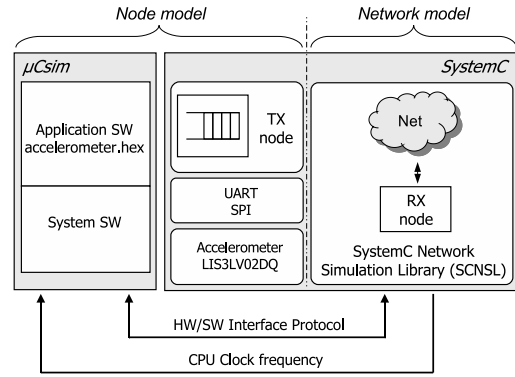 Node model
Network model
μCsim
SystemC
Application SW
accelerometer.hex
System SW
TX
node
UART
SPI
Accelerometer
LIS3LV02DQ
Net
RX
node
SystemC Network
Simulation Library (SCNSL)
HW/SW Interface Protocol
CPU Clock frequency